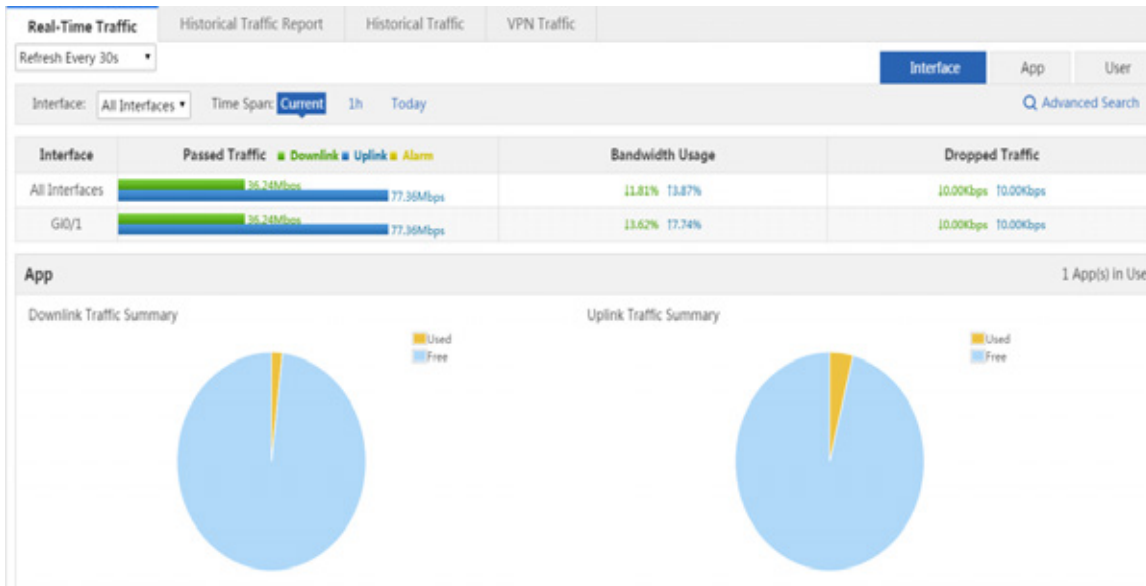 Real-Time Traffic Historical Traffic Report Historical Traffic VPN Traffic
Refresh Every 30s
Interface App User
Interface: All Interfaces Time Span: Current 1h Today Advanced Search
Interface Passed Traffic Downlink Uplink Alarm Bandwidth Usage Dropped Traffic
All Interfaces 36.24Mbps 77.36Mbps ↓1.81% ↑3.87% ↓0.00Kbps ↑0.00Kbps
Gi0/1 36.24Mbps 77.36Mbps ↓3.62% ↑7.74% ↓0.00Kbps ↑0.00Kbps
App 1 App(s) in Use
Downlink Traffic Summary Uplink Traffic Summary
Used Used
Free Free